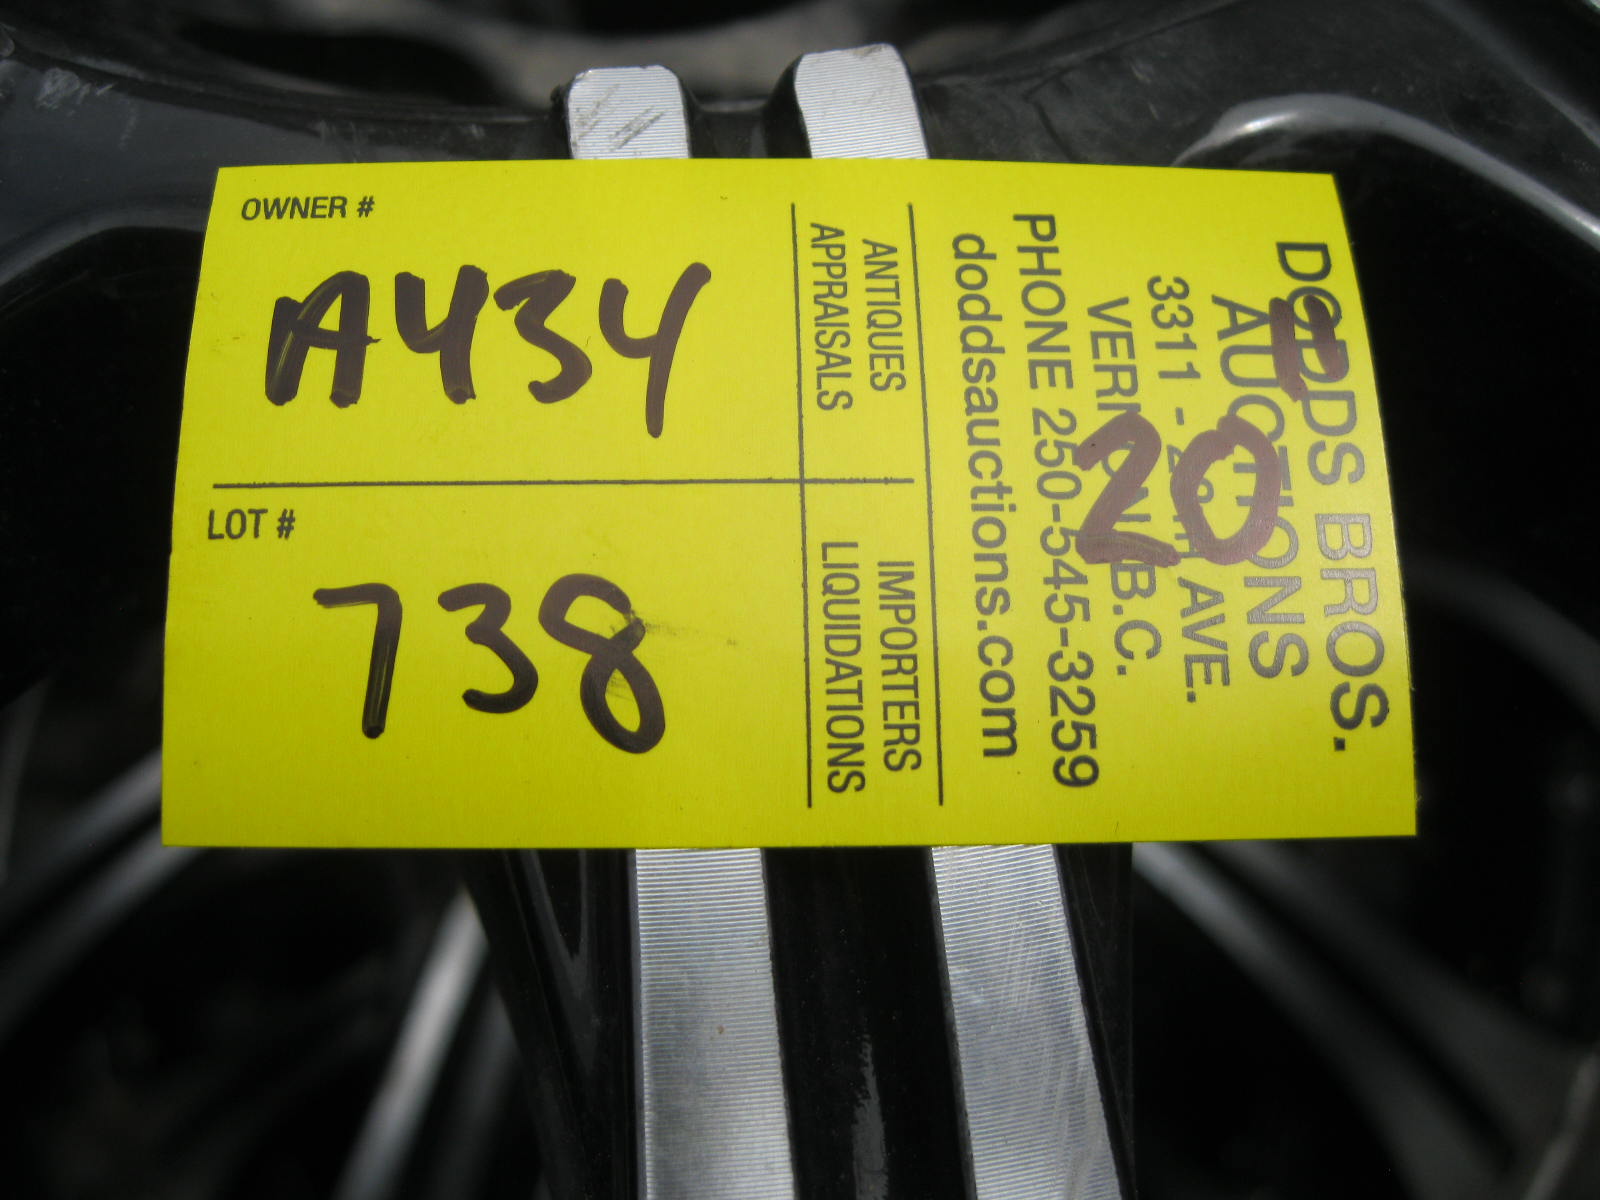 OWNER #
A434
LOT #
738
ANTIQUES
APPRAISALS
IMPORTERS
LIQUIDATIONS
DODDS BROS.
AUCTIONS
3311 - AVE.
VERNON B.C.
PHONE 250-545-3259
doddsauctions.com
20